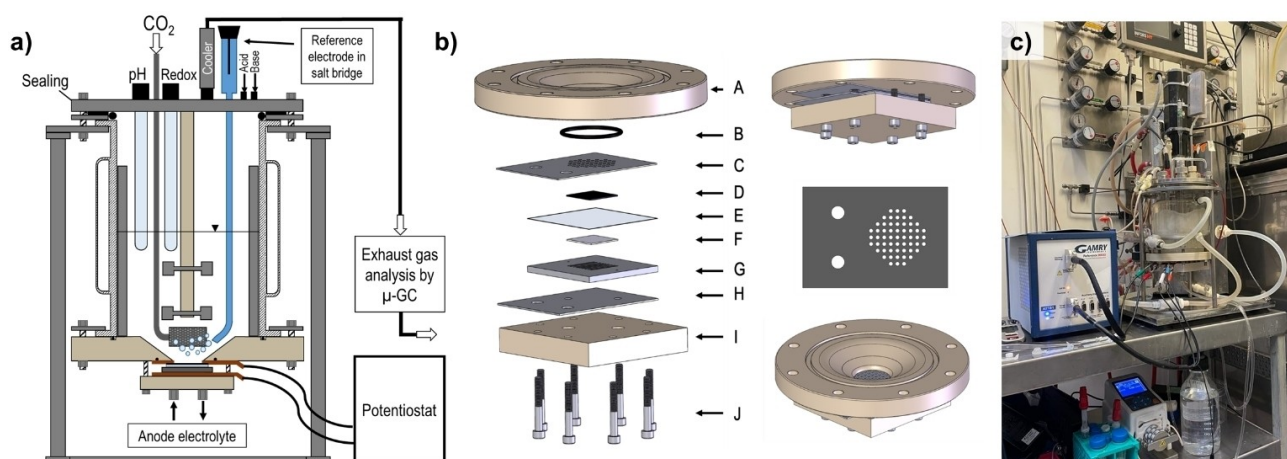 a)
CO2
pH
Redox
Cooler
Acid
Base
Reference
electrode in
salt bridge
Sealing
Exhaust gas
analysis by
μ-GC
Potentiostat
Anode electrolyte
b)
A
B
C
D
E
F
G
H
I
J
c)
GAMRY